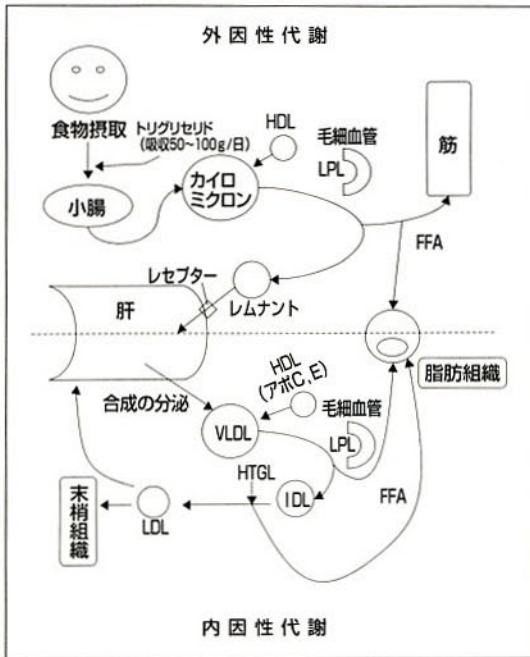 外因性代謝
食物摂取
トリグリセリド
(吸収50~100g/日)
HDL
毛細血管
LPL
筋
小腸
カイロ
ミクロン
FFA
レセプター
レムナント
肝
脂肪組織
合成の分泌
HDL
(アポC,E)
毛細血管
VLDL
LPL
HTGL
IDL
FFA
LDL
末梢組織
内因性代謝